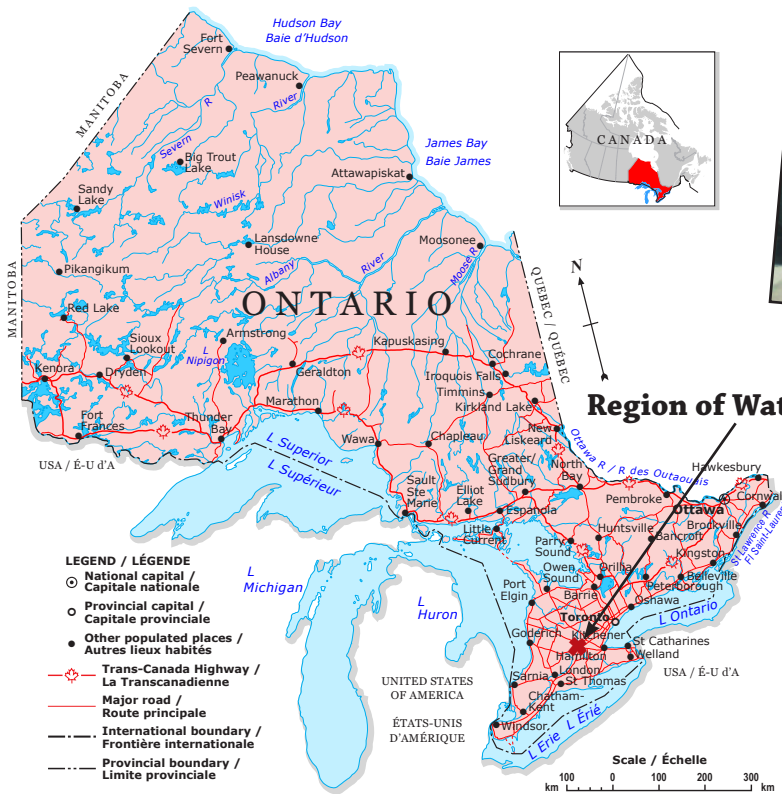 Hudson Bay
Baie d'Hudson
Fort
Severn
Peawanuck
MANITOBA
R
River
Severn
James Bay
Baie James
Big Trout
Lake
CANADA
Attawapiskat
Sandy
Lake
Winisk
Lansdowne
House
Moosonee
Albany
River
Moose R
Pikangikum
MANITOBA
QUEBEC / QUÉBEC
N
ONTARIO
Red Lake
Sioux
Lookout
Armstrong
L
Nipigon
Kapuskasing
Cochrane
Kenora
Dryden
Geraldton
Iroquois Falls
Timmins
Kirkland Lake
Marathon
Region of Wat
Fort
Frances
Thunder
Bay
Wawa
Chapleau
New
Liskeard
Ottawa R / R des Outaouais
USA / É-U d'A
L Superior
L Supérieur
Greater/
Grand
Sudbury
North
Bay
Hawkesbury
Sault
Ste
Marie
Elliot
Lake
Espanola
Pembroke
Ottawa
Cornwall
Little
Current
Huntsville
Bancroft
Brockville
St Lawrence R
Fl Saint-Laurent
Parry
Sound
Kingston
LEGEND / LÉGENDE
National capital /
Capitale nationale
Provincial capital /
Capitale provinciale
Other populated places /
Autres lieux habités
Trans-Canada Highway /
La Transcanadienne
Major road /
Route principale
International boundary /
Frontière internationale
Provincial boundary /
Limite provinciale
L
Michigan
L
Huron
Owen
Sound
Orillia
Belleville
Peterborough
Port
Elgin
Barrie
Oshawa
Toronto
L Ontario
Goderich
Kitchener
St Catharines
Hamilton
Welland
USA / É-U d'A
UNITED STATES
OF AMERICA
ÉTATS-UNIS
D'AMÉRIQUE
Sarnia
London
St Thomas
Chatham-
Kent
Windsor
L Erie L Érié
Scale / Échelle
km 100 0 100 200 300 km